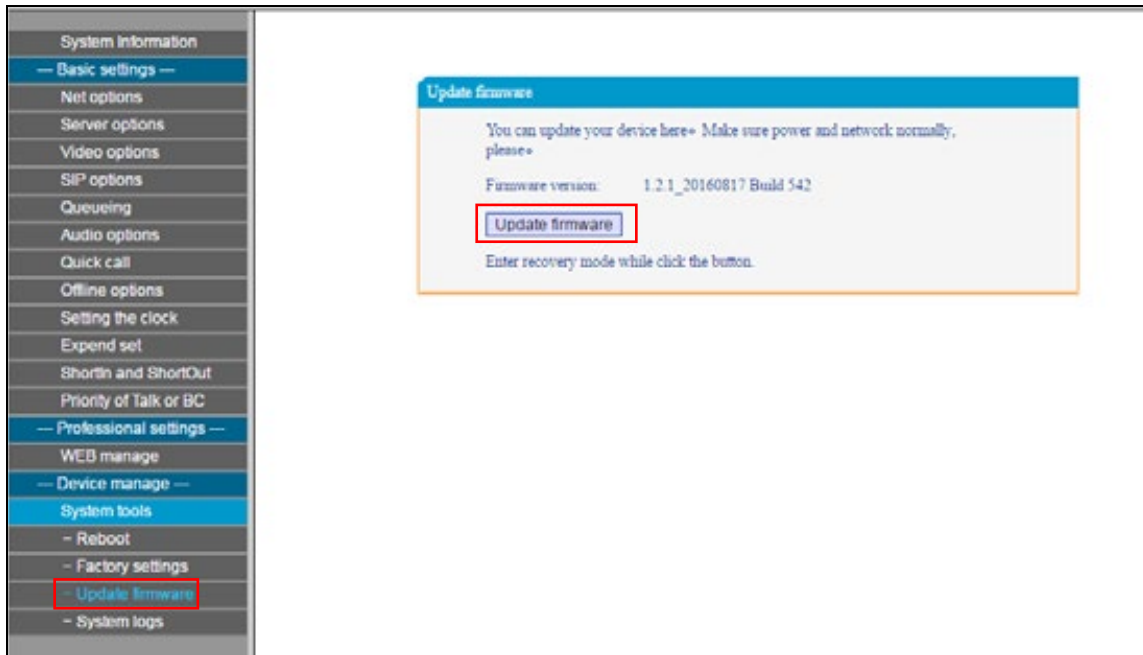 System Information
— Basic settings —
Net options
Server options
Video options
SIP options
Queueing
Audio options
Quick call
Offline options
Setting the clock
Expend set
ShortIn and ShortOut
Priority of Talk or BC
— Professional settings —
WEB manage
— Device manage —
System tools
− Reboot
− Factory settings
− Update firmware
− System logs
Update firmware
You can update your device here。 Make sure power and network normally,
please。
Firmware version: 1.2.1_20160817 Build 542
Update firmware
Enter recovery mode while click the button.